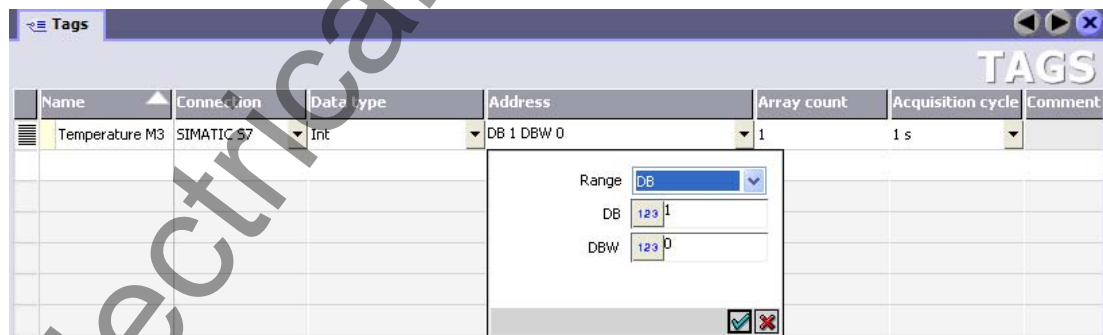 Tags
TAGS
Name Connection Data type Address Array count Acquisition cycle Comment
Temperature M3 SIMATIC S7 Int DB 1 DBW 0 1 1 s
Range DB
DB 123 1
DBW 123 0
ectrica